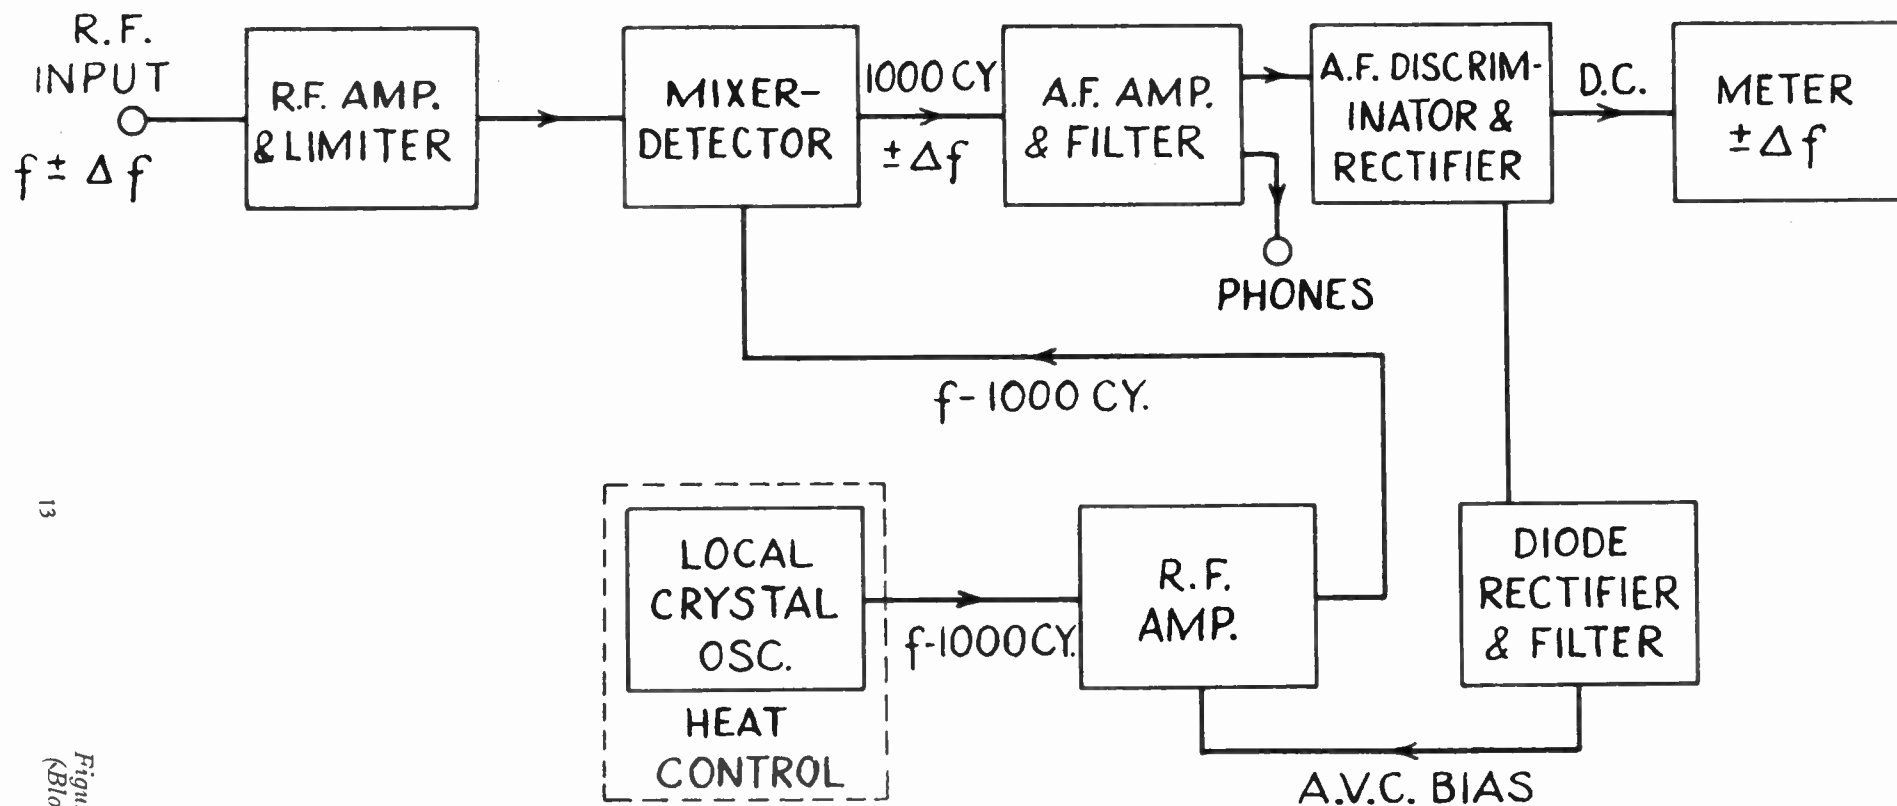 R.F.
INPUT
f ± Δf
R.F. AMP.
& LIMITER
MIXER-
DETECTOR
1000 CY
± Δf
A.F. AMP.
& FILTER
A.F. DISCRIM-
INATOR &
RECTIFIER
D.C.
METER
± Δf
PHONES
f-1000 CY.
LOCAL
CRYSTAL
OSC.
HEAT
CONTROL
f-1000CY.
R.F.
AMP.
DIODE
RECTIFIER
& FILTER
A.V.C. BIAS
13